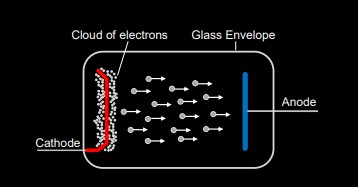 Cloud of electrons
Glass Envelope
Anode
Cathode